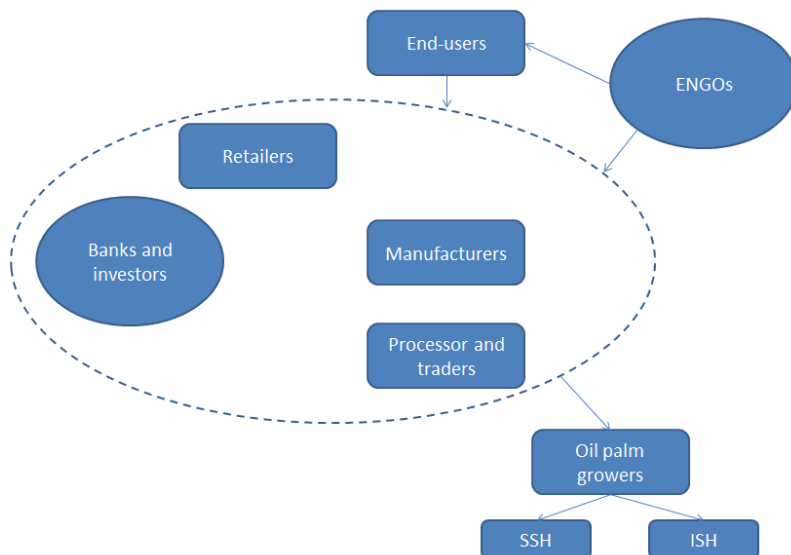 End-users
ENGOs
Retailers
Banks and
investors
Manufacturers
Processor and
traders
Oil palm
growers
SSH
ISH